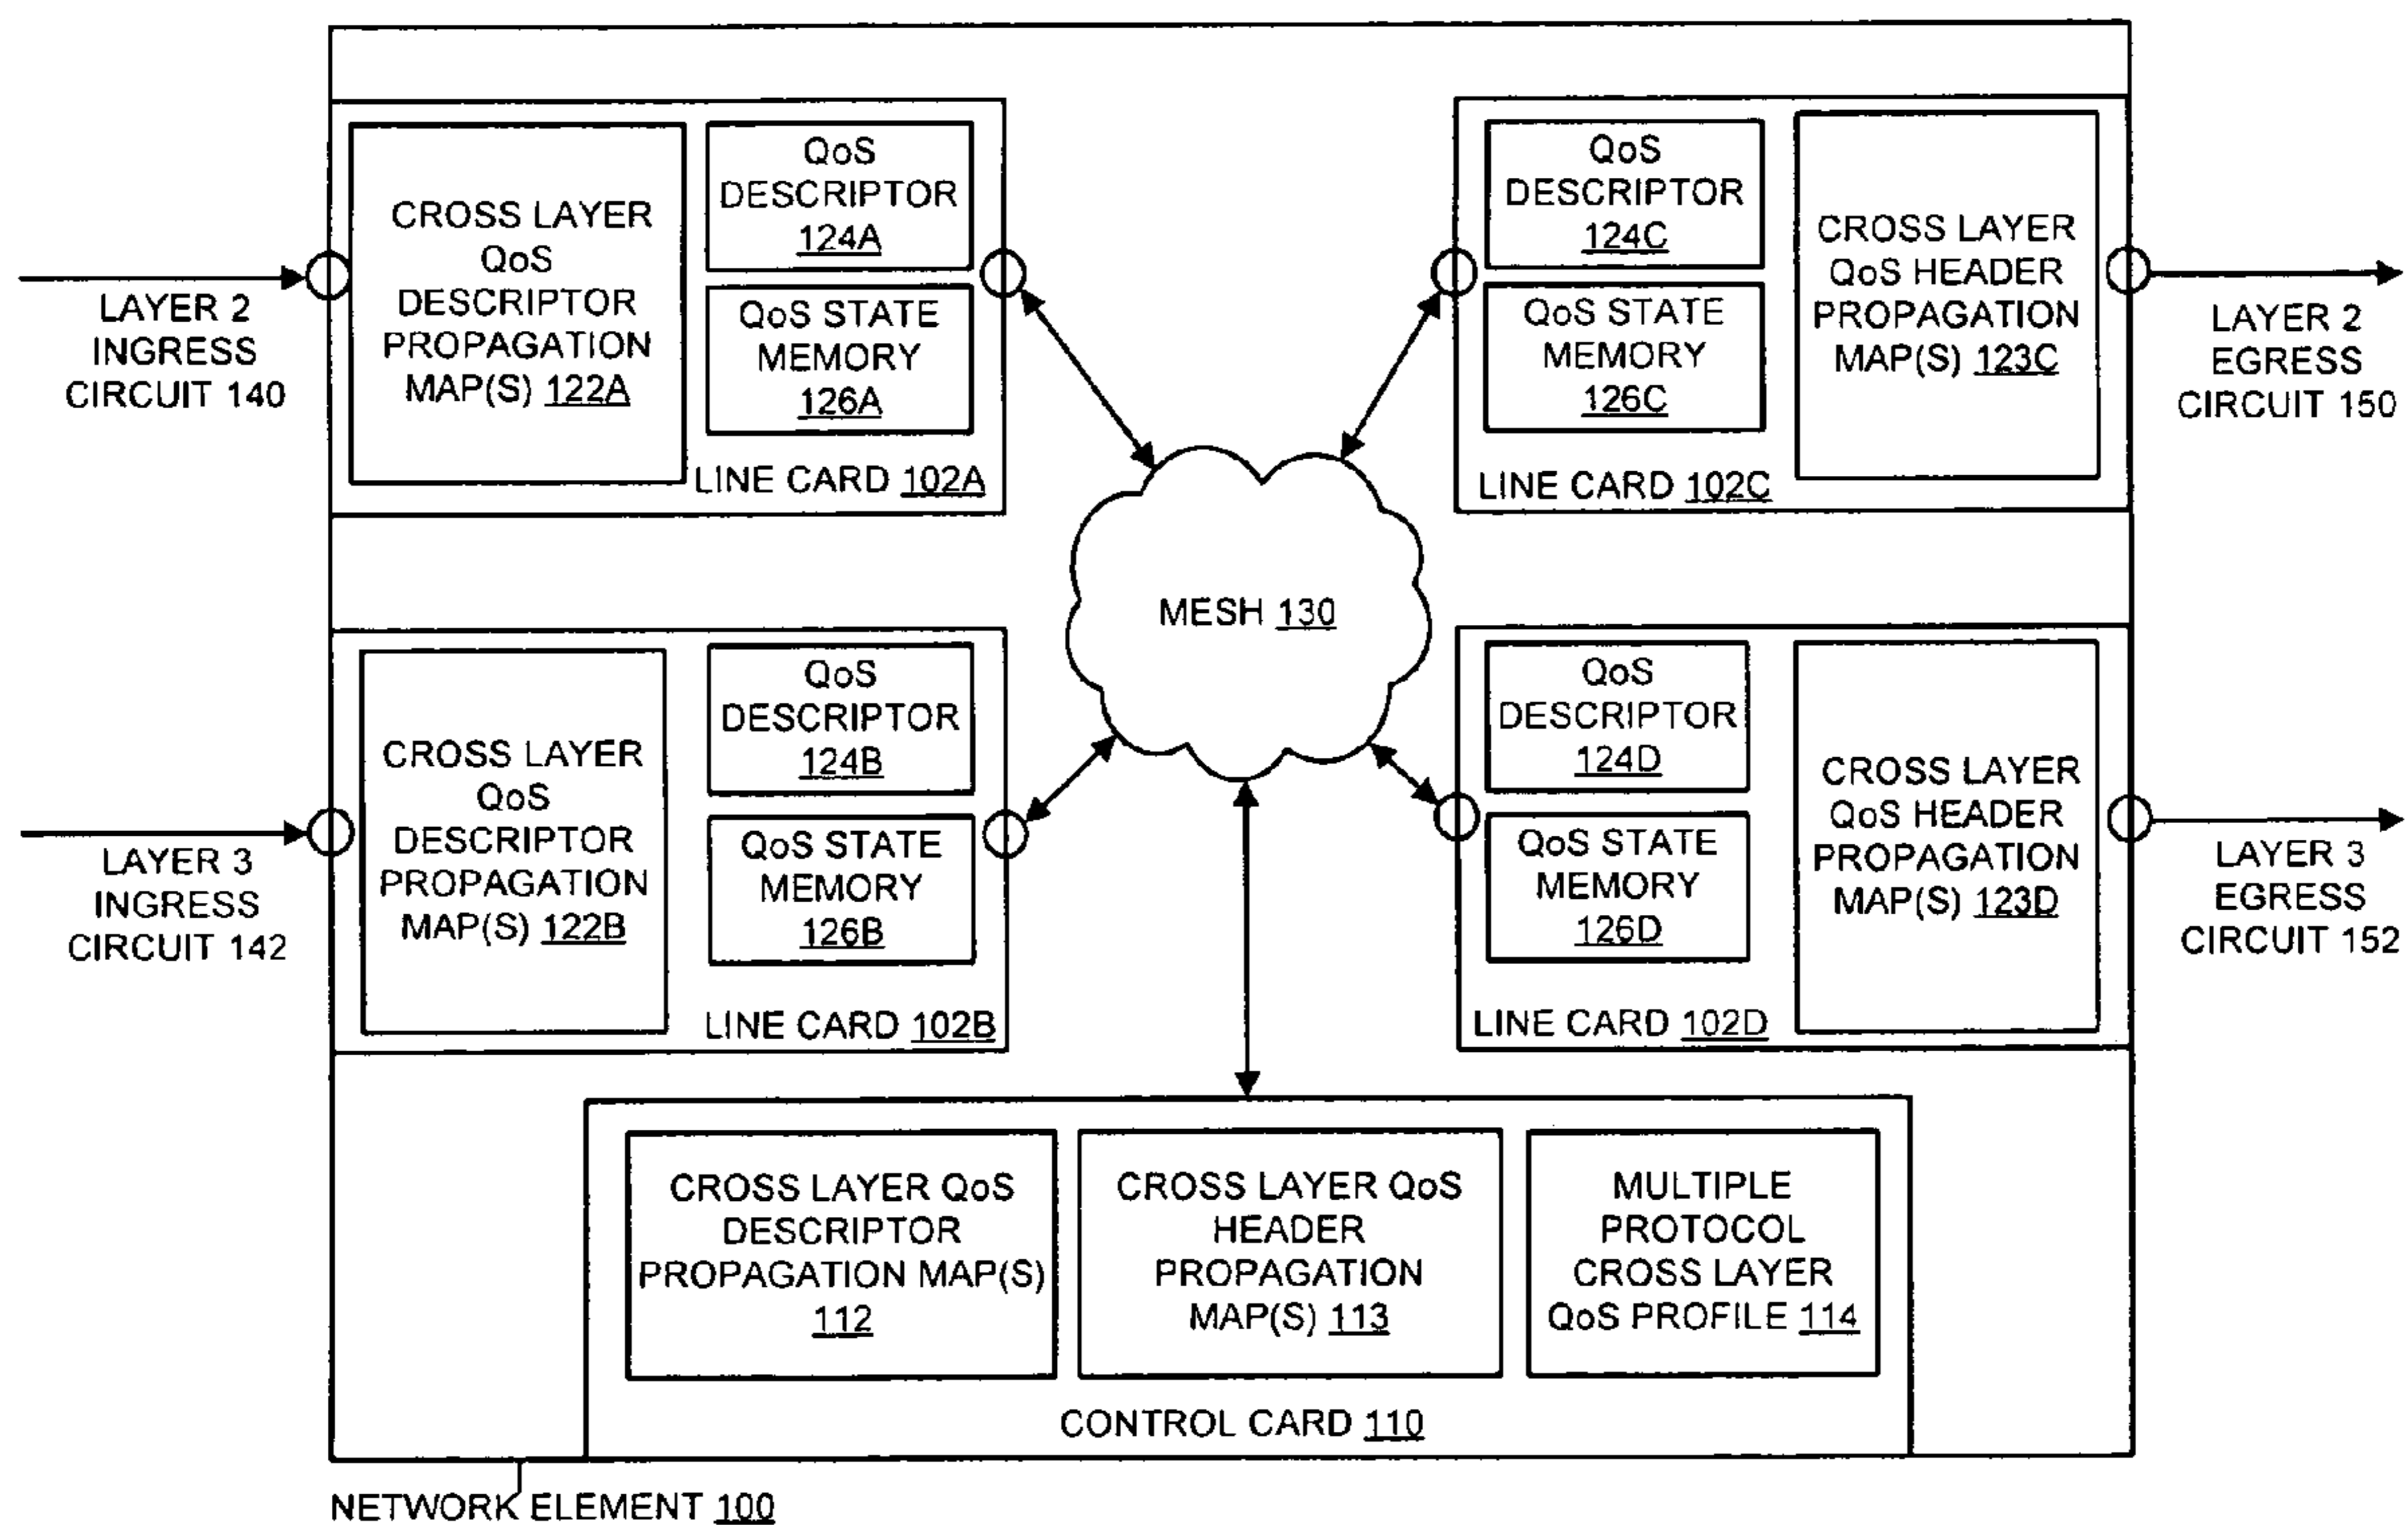 LAYER 2
INGRESS
CIRCUIT 140
CROSS LAYER
QoS
DESCRIPTOR
PROPAGATION
MAP(S) 122A
QoS
DESCRIPTOR
124A
QoS STATE
MEMORY
126A
LINE CARD 102A
QoS
DESCRIPTOR
124C
QoS STATE
MEMORY
126C
LINE CARD 102C
CROSS LAYER
QoS HEADER
PROPAGATION
MAP(S) 123C
LAYER 2
EGRESS
CIRCUIT 150
MESH 130
LAYER 3
INGRESS
CIRCUIT 142
CROSS LAYER
QoS
DESCRIPTOR
PROPAGATION
MAP(S) 122B
QoS
DESCRIPTOR
124B
QoS STATE
MEMORY
126B
LINE CARD 102B
QoS
DESCRIPTOR
124D
QoS STATE
MEMORY
126D
LINE CARD 102D
CROSS LAYER
QoS HEADER
PROPAGATION
MAP(S) 123D
LAYER 3
EGRESS
CIRCUIT 152
CROSS LAYER QoS
DESCRIPTOR
PROPAGATION MAP(S)
112
CROSS LAYER QoS
HEADER
PROPAGATION
MAP(S) 113
MULTIPLE
PROTOCOL
CROSS LAYER
QoS PROFILE 114
CONTROL CARD 110
NETWORK ELEMENT 100